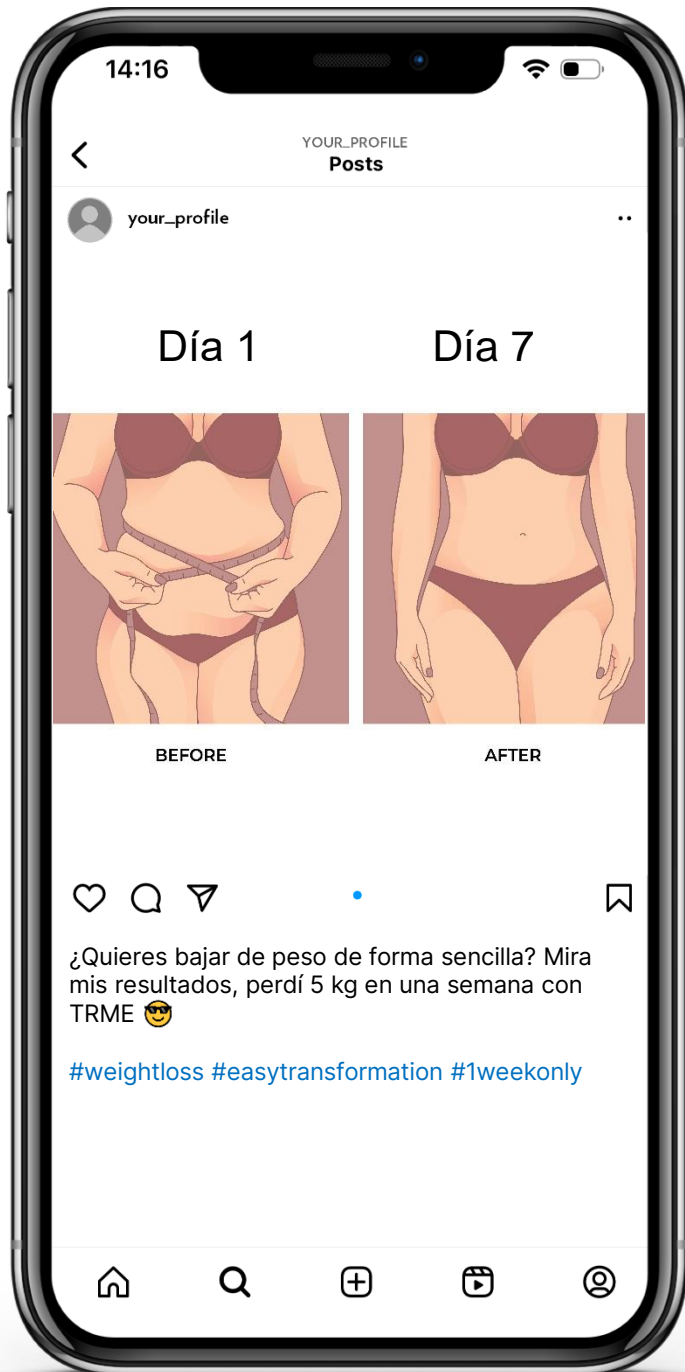 14:16
YOUR_PROFILE
Posts
your_profile
Día 1
Día 7
BEFORE
AFTER
¿Quieres bajar de peso de forma sencilla? Mira
mis resultados, perdí 5 kg en una semana con
TRME 😎
#weightloss #easytransformation #1weekonly